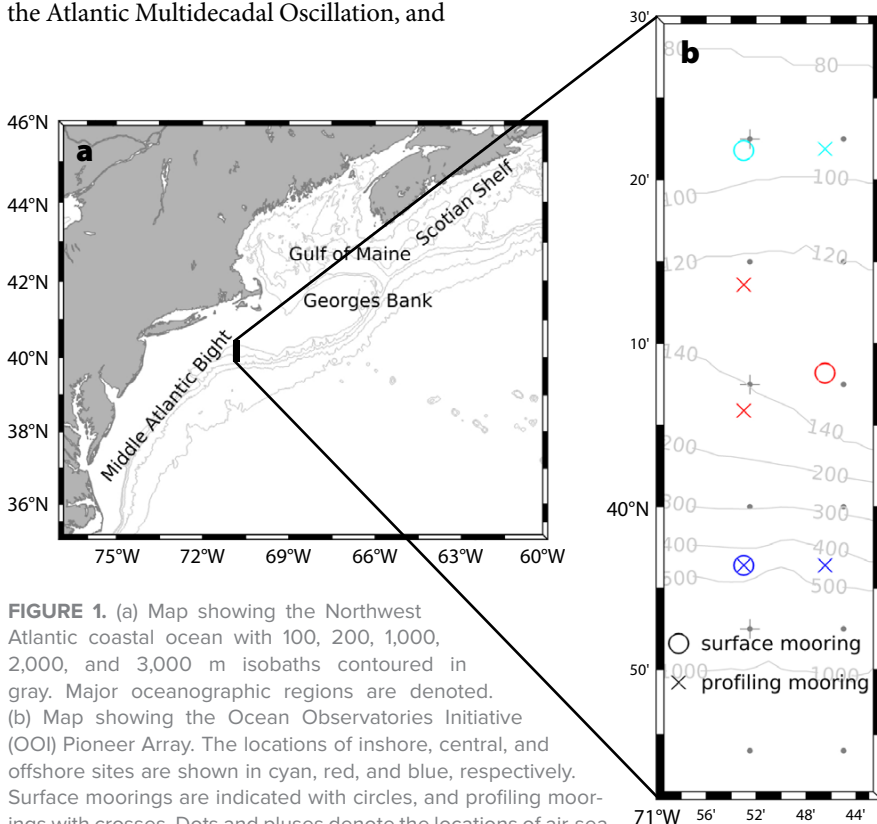 the Atlantic Multidecadal Oscillation, and
a
46°N
44°N
42°N
40°N
38°N
36°N
75°W 72°W 69°W 66°W 63°W 60°W
Scotian Shelf
Gulf of Maine
Georges Bank
Middle Atlantic Bight
b
30'
20'
10'
40°N
50'
71°W 56' 52' 48' 44'
80 80
100 100
120 120
140 140
200 200
300 300
400 400
500 500
1000 1000
surface mooring
profiling mooring
FIGURE 1. (a) Map showing the Northwest
Atlantic coastal ocean with 100, 200, 1,000,
2,000, and 3,000 m isobaths contoured in
gray. Major oceanographic regions are denoted.
(b) Map showing the Ocean Observatories Initiative
(OOI) Pioneer Array. The locations of inshore, central, and
offshore sites are shown in cyan, red, and blue, respectively.
Surface moorings are indicated with circles, and profiling moor-
ings with crosses. Dots and pluses denote the locations of air-sea